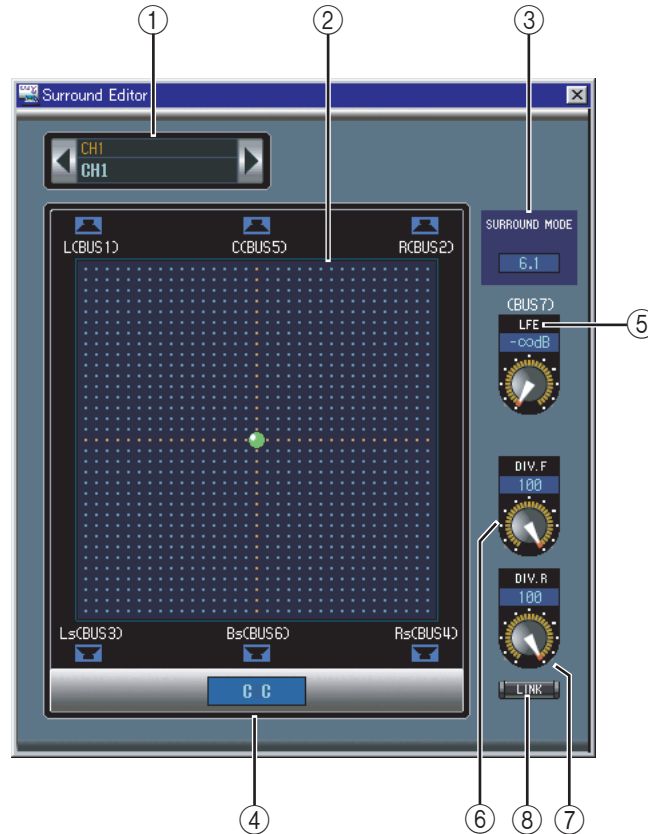 ① ② ③
Surround Editor
CH1
CH1
SURROUND MODE
6.1
L(BUS1) C(BUS5) R(BUS2)
(BUS7)
LFE
-∞dB
⑤
DIV.F
100
⑥
DIV.R
100
Ls(BUS3) Bs(BUS6) Rs(BUS4)
C C
LINK
④ ⑥ ⑧ ⑦